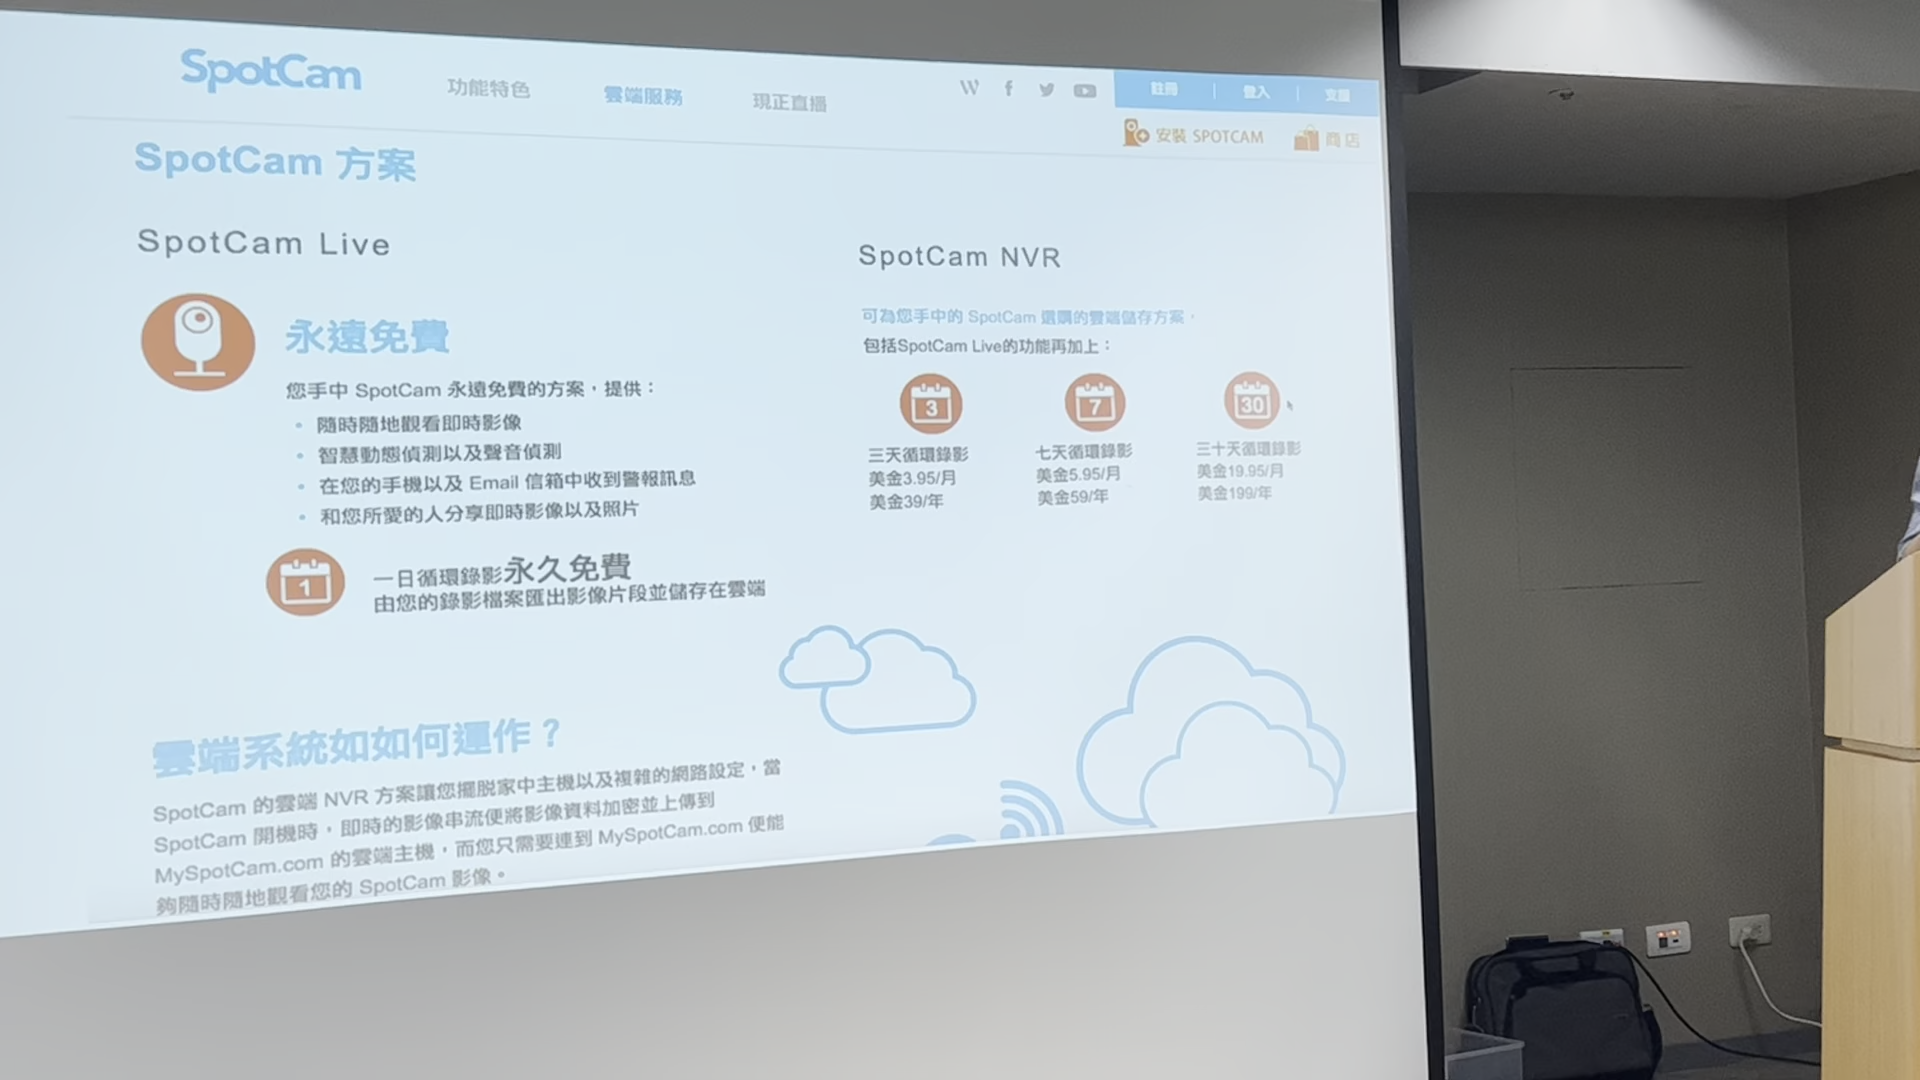 SpotCam
功能特色
雲端服務
現正直播
註冊 | 登入 | 支援
安裝 SPOTCAM
商店
SpotCam 方案
SpotCam Live
永遠免費
您手中 SpotCam 永遠免費的方案，提供：
• 隨時隨地觀看即時影像
• 智慧動態偵測以及聲音偵測
• 在您的手機以及 Email 信箱中收到警報訊息
• 和您所愛的人分享即時影像以及照片
1
一日循環錄影永久免費
由您的錄影檔案匯出影像片段並儲存在雲端
SpotCam NVR
可為您手中的 SpotCam 選購的雲端儲存方案，
包括SpotCam Live的功能再加上：
3
三天循環錄影
美金3.95/月
美金39/年
7
七天循環錄影
美金5.95/月
美金59/年
30
三十天循環錄影
美金19.95/月
美金199/年
雲端系統如如何運作？
SpotCam 的雲端 NVR 方案讓您擺脱家中主機以及複雜的網路設定，當
SpotCam 開機時，即時的影像串流便將影像資料加密並上傳到
MySpotCam.com 的雲端主機，而您只需要連到 MySpotCam.com 便能
夠隨時隨地觀看您的 SpotCam 影像。